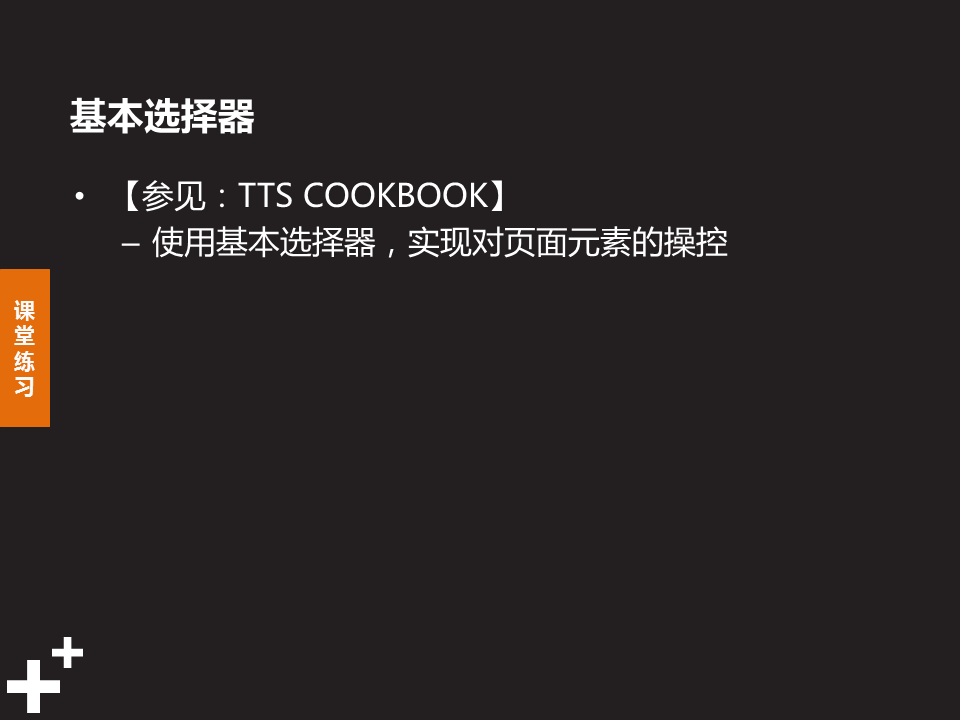 基本选择器
• 【参见：TTS COOKBOOK】
– 使用基本选择器，实现对页面元素的操控
课
堂
练
习